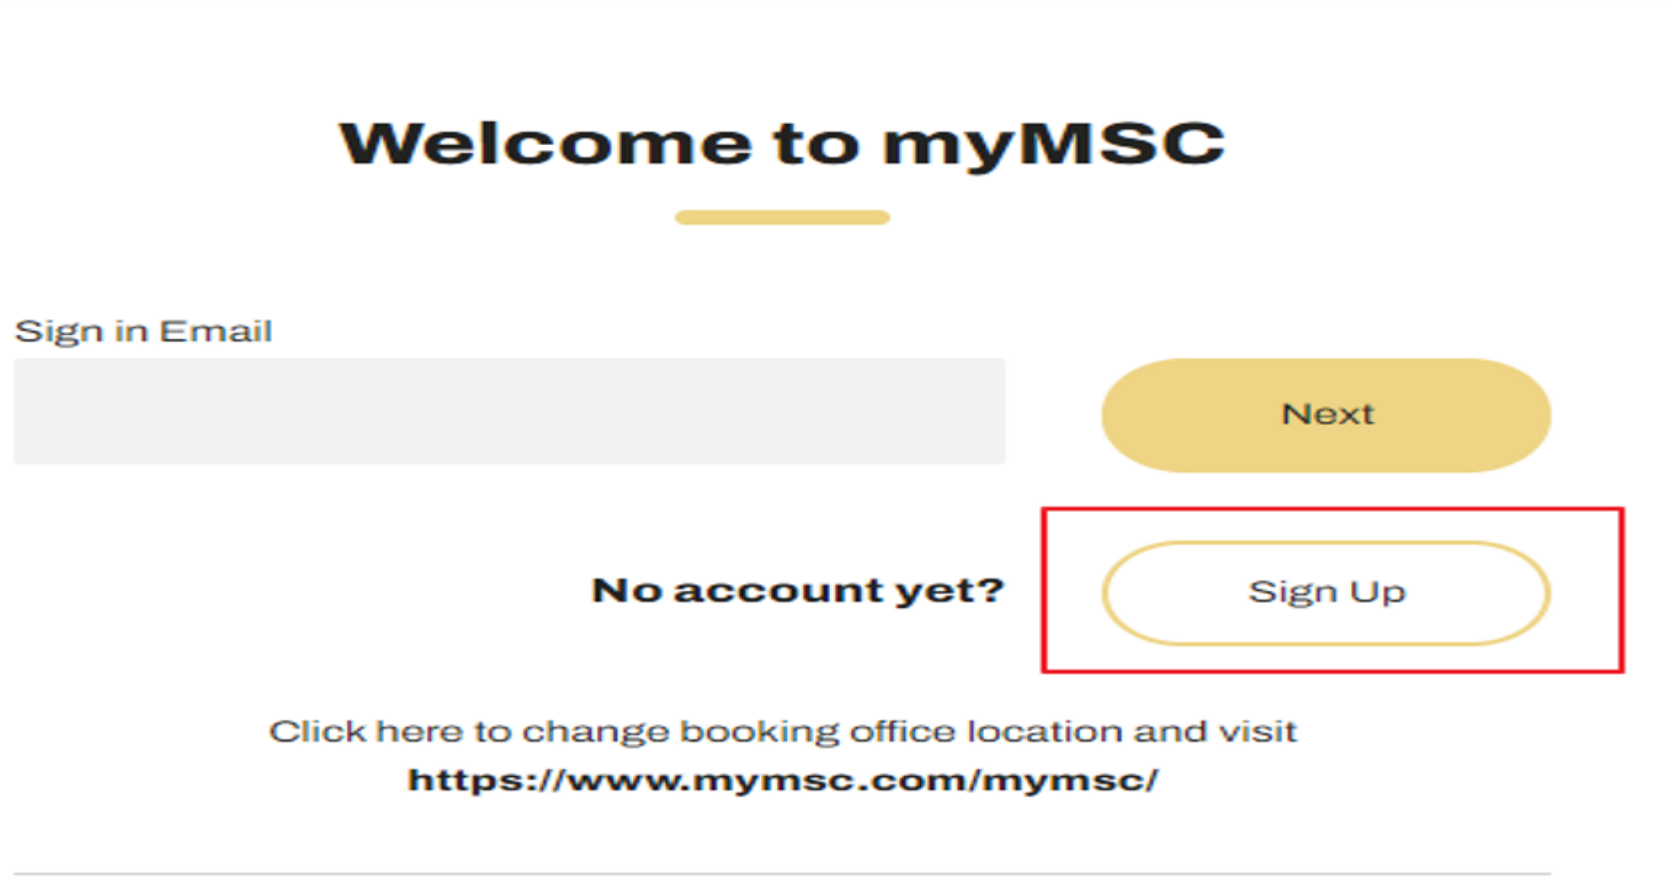 Welcome to myMSC
Sign in Email
Next
No account yet?
Sign Up
Click here to change booking office location and visit
https://www.mymsc.com/mymsc/